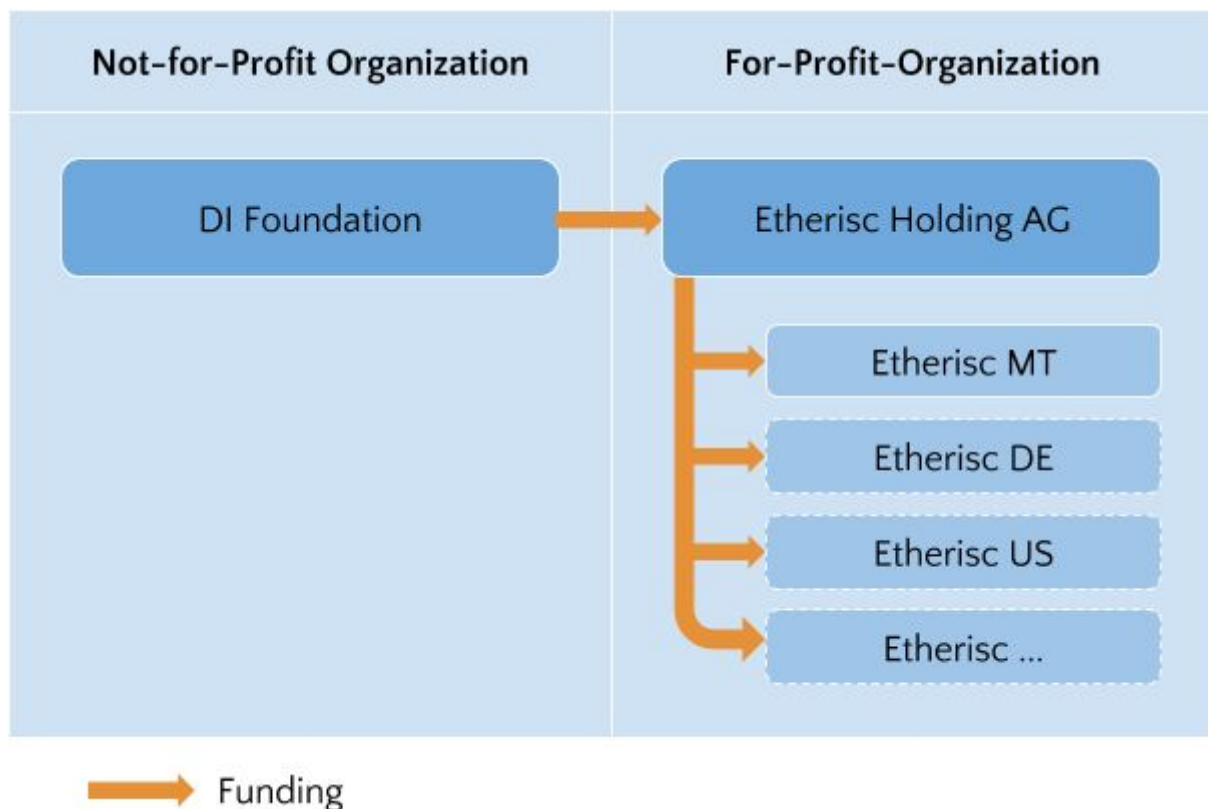 Not-for-Profit Organization
For-Profit-Organization
DI Foundation
Etherisc Holding AG
Etherisc MT
Etherisc DE
Etherisc US
Etherisc ...
Funding